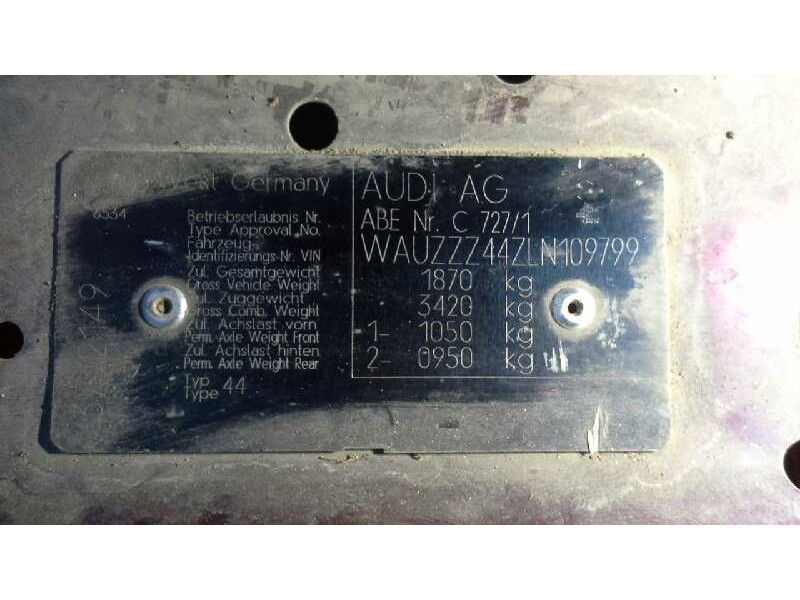 West Germany
6334
Betriebserlaubnis Nr.
Type Approval No.
Fahrzeug-
Identifizierungs-Nr. VIN
Zul. Gesamtgewicht
Gross Vehicle Weight
Zul. Zuggewicht
Gross Comb. Weight
Zul. Achslast vorn
Perm. Axle Weight Front
Zul. Achslast hinten
Perm. Axle Weight Rear
Typ
Type 44
AUDI AG
ABE Nr. C 727/1
WAUZZZ44ZLN109799
1870 kg
3420 kg
1- 1050 kg
2- 0950 kg